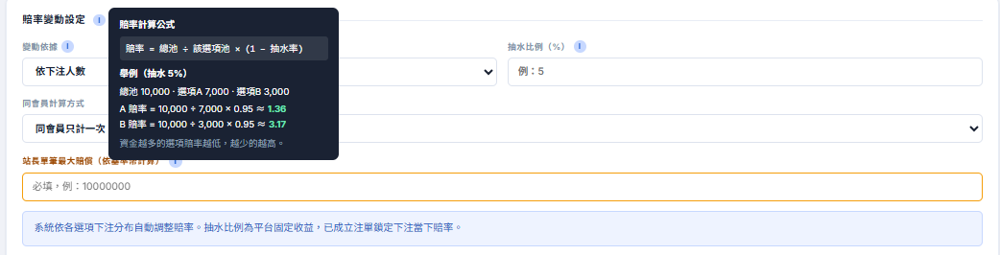 賠率變動設定 i
賠率計算公式
賠率 = 總池 ÷ 該選項池 × (1 - 抽水率)
舉例（抽水 5%）
總池 10,000 · 選項A 7,000 · 選項B 3,000
A 賠率 = 10,000 ÷ 7,000 × 0.95 ≈ 1.36
B 賠率 = 10,000 ÷ 3,000 × 0.95 ≈ 3.17
資金越多的選項賠率越低，越少的越高。
變動依據 i
抽水比例（%） i
依下注人數
例：5
同會員計算方式
同會員只計一次
站長單筆最大賠償（依基準幣計算） i
必填，例：10000000
系統依各選項下注分布自動調整賠率。抽水比例為平台固定收益，已成立注單鎖定下注當下賠率。